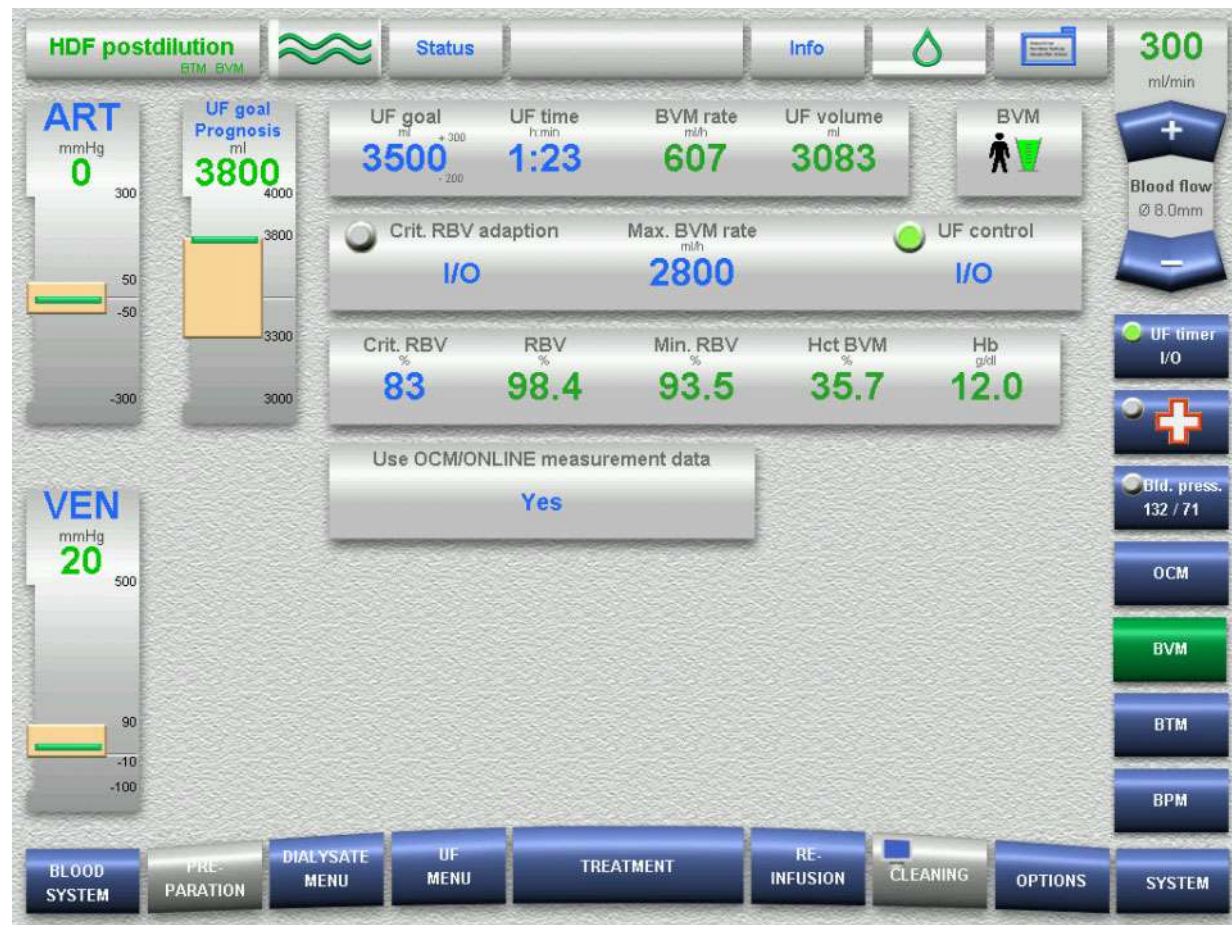 HDF postdilution
BTM BVM
Status
Info
300
ml/min
ART
mmHg
0
300
50
-50
-300
UF goal
Prognosis
ml
3800
4000
3800
3300
3000
UF goal
ml
3500
+ 300
- 200
UF time
h:min
1:23
BVM rate
ml/h
607
UF volume
ml
3083
BVM
+
Blood flow
Ø 8.0mm
−
Crit. RBV adaption
I/O
Max. BVM rate
ml/h
2800
UF control
I/O
Crit. RBV
%
83
RBV
%
98.4
Min. RBV
%
93.5
Hct BVM
%
35.7
Hb
g/dl
12.0
Use OCM/ONLINE measurement data
Yes
UF timer
I/O
Bld. press.
132 / 71
OCM
BVM
BTM
BPM
VEN
mmHg
20
500
90
-10
-100
BLOOD
SYSTEM
PRE-
PARATION
DIALYSATE
MENU
UF
MENU
TREATMENT
RE-
INFUSION
CLEANING
OPTIONS
SYSTEM